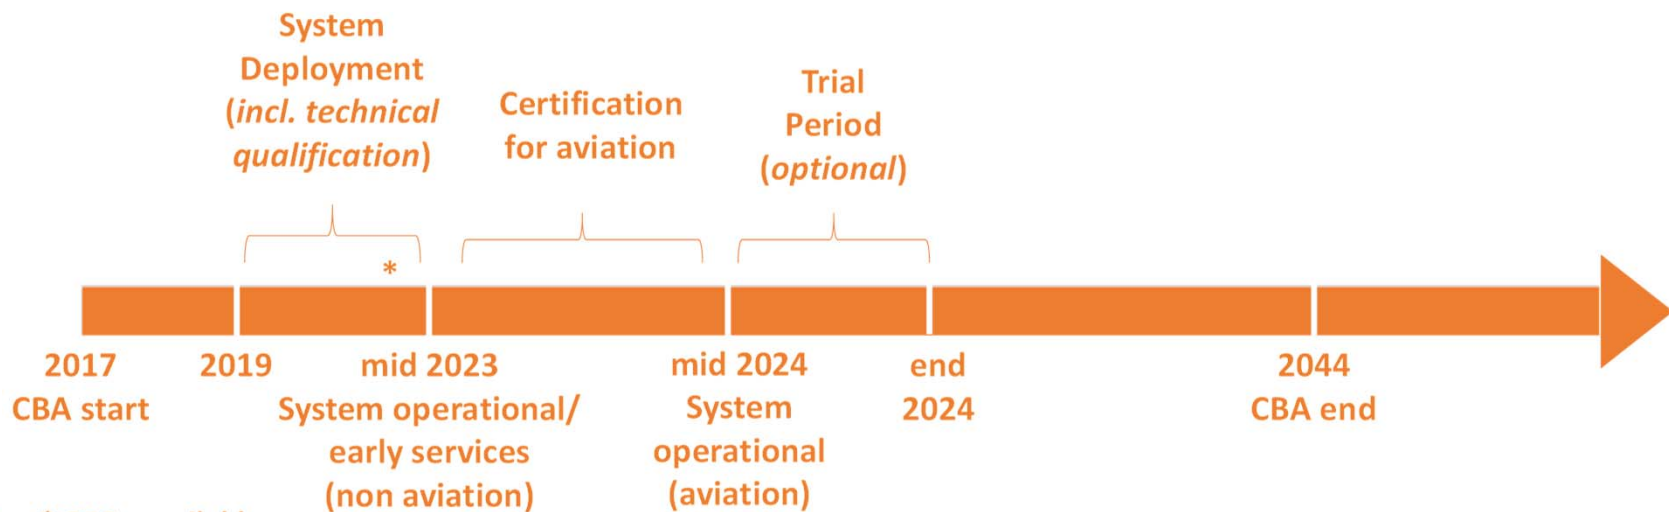 System
Deployment
(incl. technical
qualification)
Certification
for aviation
Trial
Period
(optional)
*
2017
CBA start
2019
mid 2023
System operational/
early services
(non aviation)
mid 2024
System
operational
(aviation)
end
2024
2044
CBA end